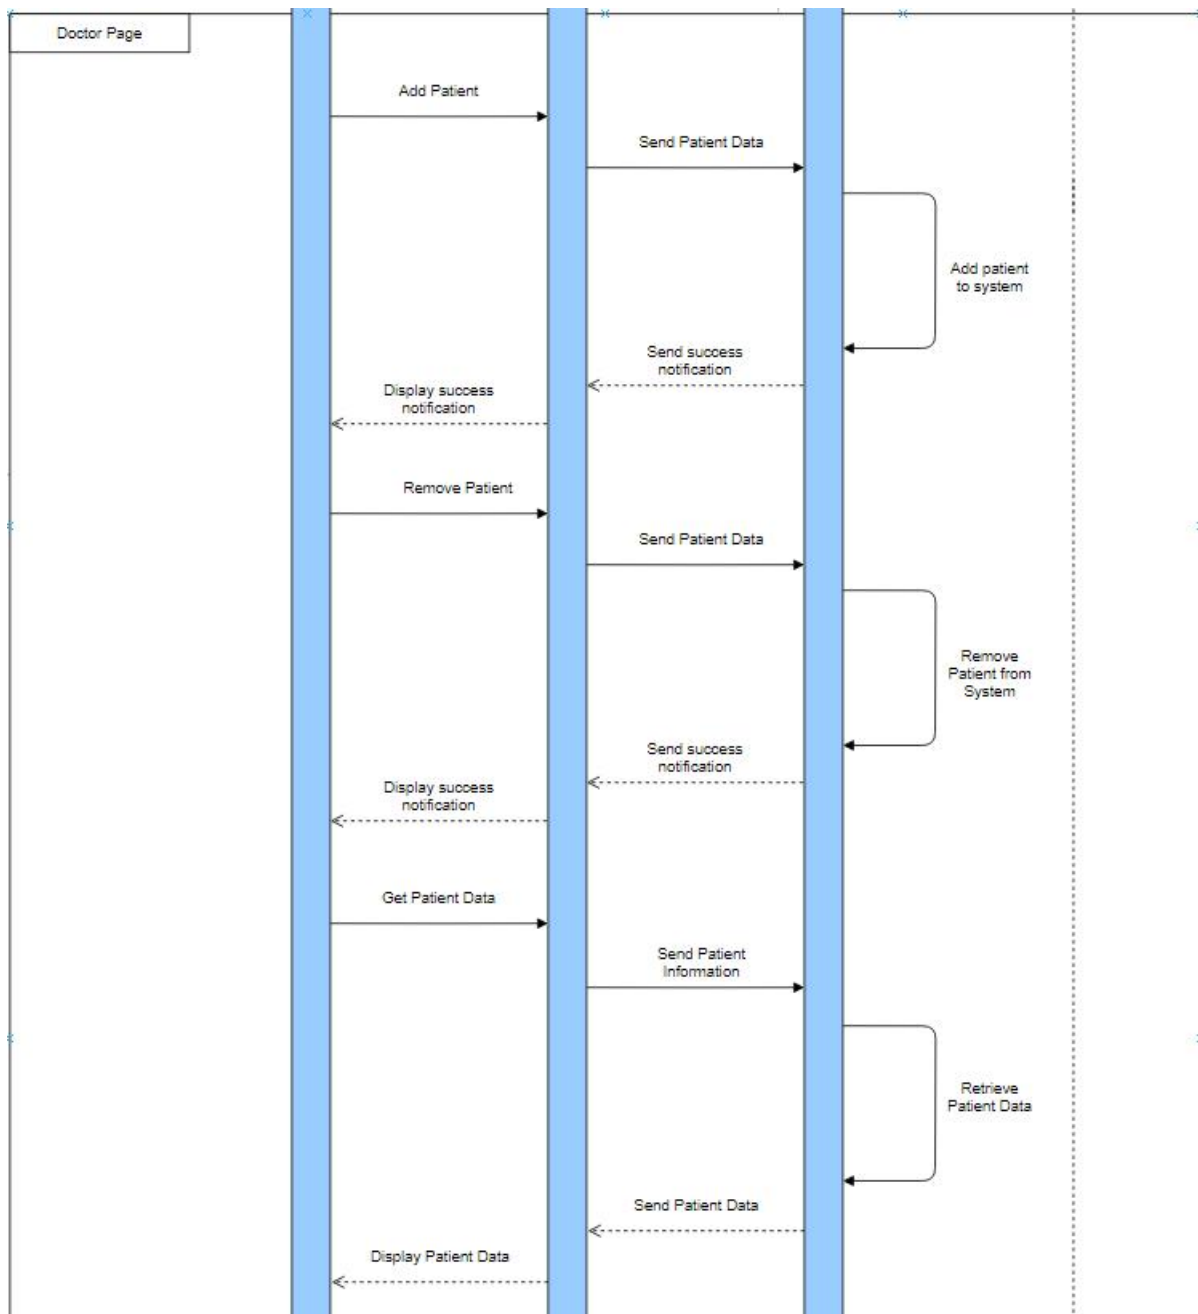 Doctor Page
Add Patient
Send Patient Data
Add patient
to system
Send success
notification
Display success
notification
Remove Patient
Send Patient Data
Remove
Patient from
System
Send success
notification
Display success
notification
Get Patient Data
Send Patient
Information
Retrieve
Patient Data
Send Patient Data
Display Patient Data